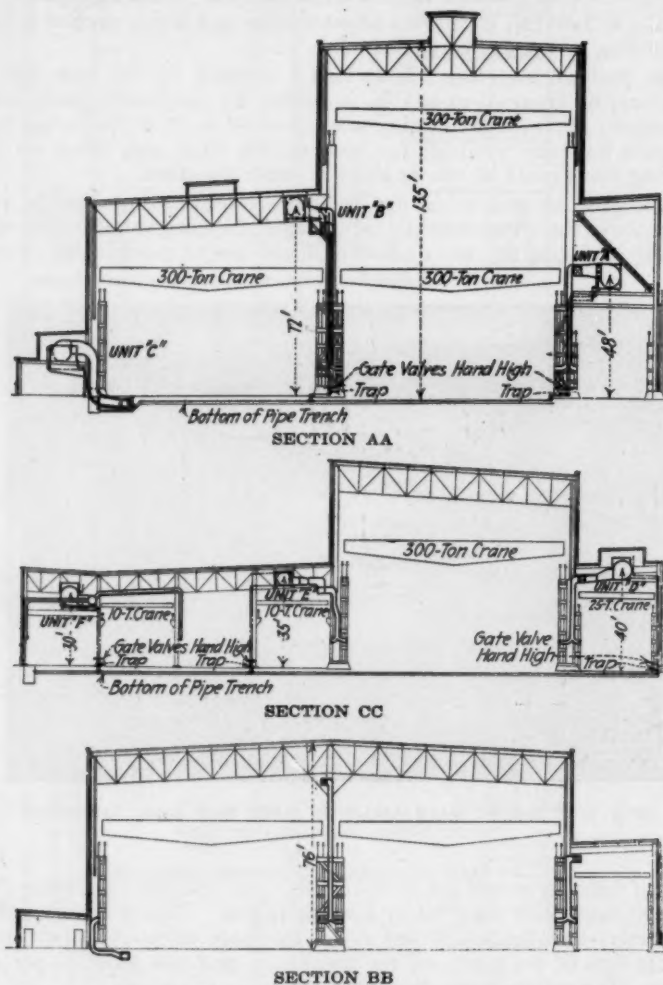 300-Ton Crane
135'
A
UNIT "B"
UNIT "A"
A
300-Ton Crane
300-Ton Crane
72'
48'
UNIT "C"
Gate Valves Hand High
Trap
Trap
Bottom of Pipe Trench
SECTION AA
300-Ton Crane
A
A
A
UNIT "D"
UNIT "E"
10-T. Crane
10-T. Crane
25-T. Crane
UNIT "F"
30'
35'
40'
Gate Valves Hand High
Trap
Trap
Gate Valve
Hand High
Trap
Bottom of Pipe Trench
SECTION CC
76'
SECTION BB